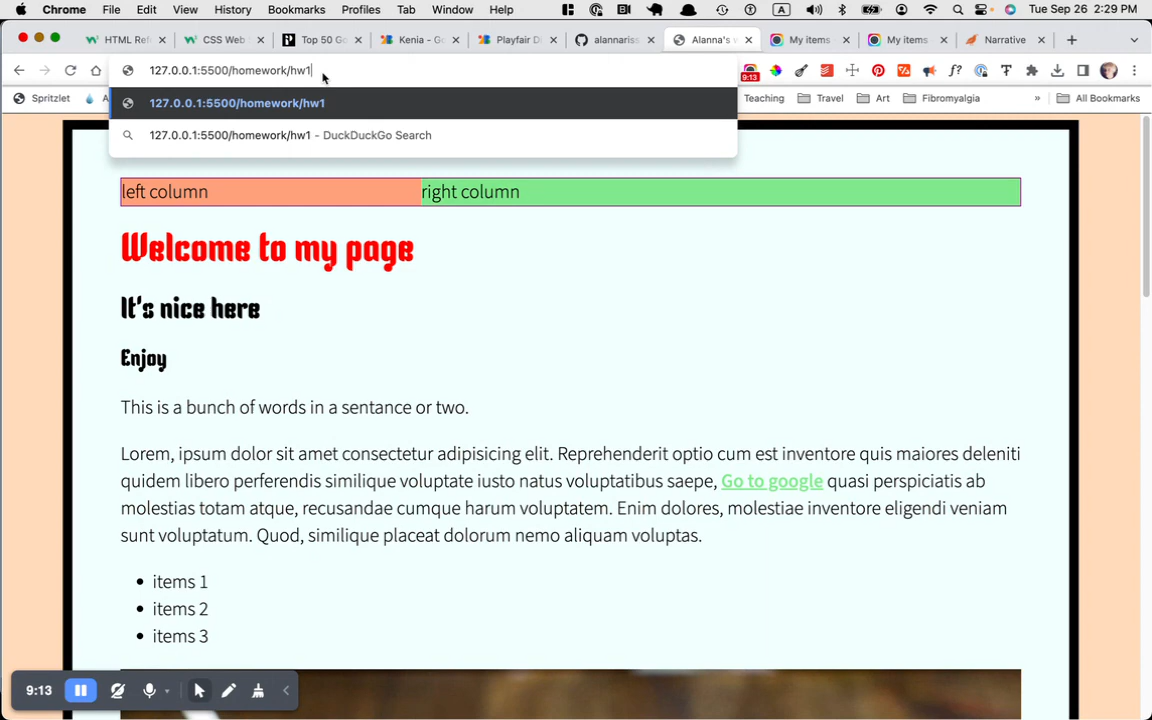 Chrome File Edit View History Bookmarks Profiles Tab Window Help A Tue Sep 26 2:29 PM
HTML Ref CSS Web Top 50 Go Kenia - Go Playfair D alannariss Alanna's w My items My items Narrative
127.0.0.1:5500/homework/hw1
9:13 f?
Spritzlet A Teaching Travel Art Fibromyalgia » All Bookmarks
127.0.0.1:5500/homework/hw1
127.0.0.1:5500/homework/hw1 - DuckDuckGo Search
left column right column
Welcome to my page
It's nice here
Enjoy
This is a bunch of words in a sentance or two.
Lorem, ipsum dolor sit amet consectetur adipisicing elit. Reprehenderit optio cum est inventore quis maiores deleniti
quidem libero perferendis similique voluptate iusto natus voluptatibus saepe, Go to google quasi perspiciatis ab
molestias totam atque, recusandae cumque harum voluptatem. Enim dolores, molestiae inventore eligendi veniam
sunt voluptatum. Quod, similique placeat dolorum nemo aliquam voluptas.
• items 1
• items 2
• items 3
9:13